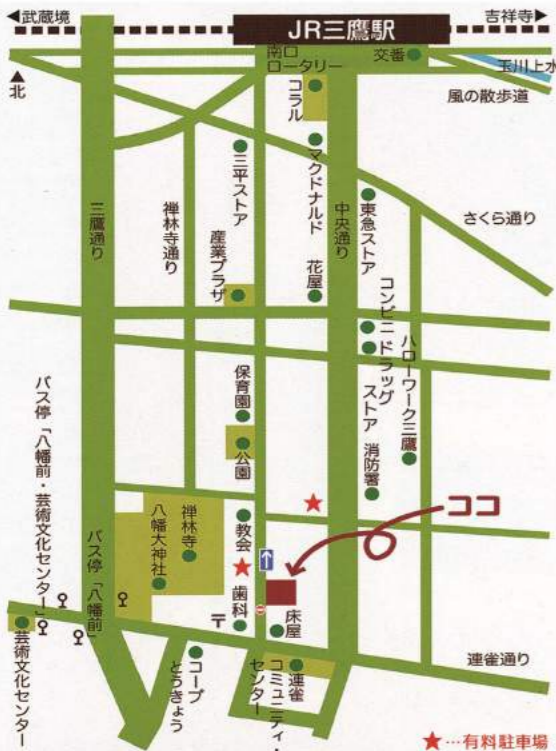 ◀武蔵境
JR三鷹駅
吉祥寺▶
▲北
南口
ロータリー
交番
玉川上水
風の散歩道
コラル
三平ストア
マクドナルド
三鷹通り
禅林寺通り
中央通り
東急ストア
さくら通り
産業プラザ
花屋
コンビニ
ドラッグ
ストア
ハローワーク三鷹
保育園
公園
消防署
バス停「八幡前・芸術文化センター」
バス停「八幡前」
八幡大神社
禅林寺
教会
ココ
歯科
〒
床屋
連雀通り
芸術文化センター
コープ
とうきょう
連雀
コミュニティ・
センター
★…有料駐車場